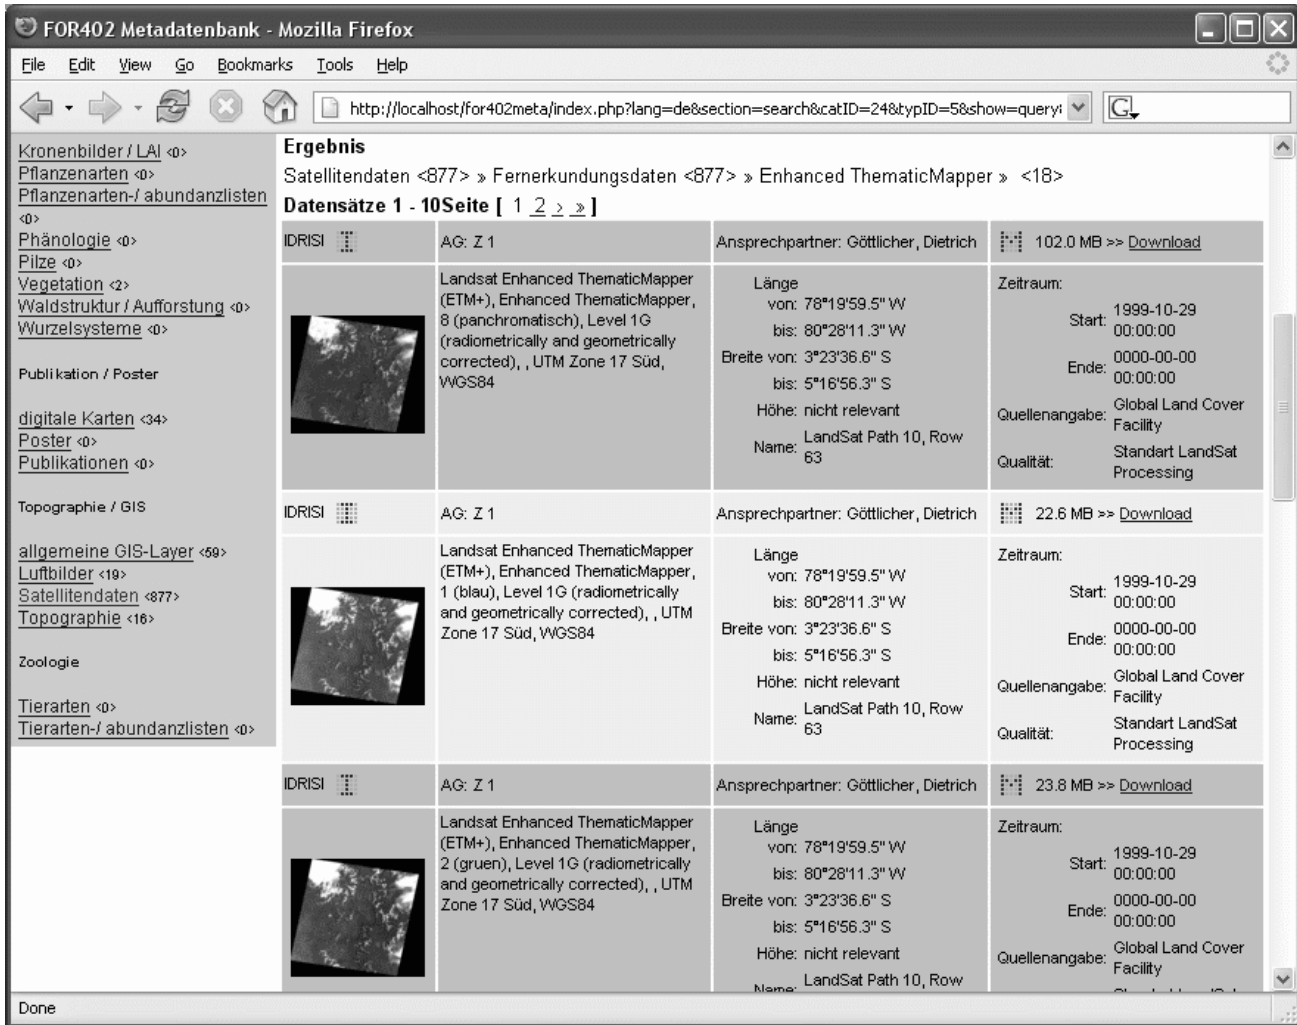 FOR402 Metadatenbank - Mozilla Firefox
File Edit View Go Bookmarks Tools Help
http://localhost/for402meta/index.php?lang=de&section=search&catID=24&typID=5&show=query
G
Kronenbilder / LAI <0>
Pflanzenarten <0>
Pflanzenarten-/ abundanzlisten
<0>
Phänologie <0>
Pilze <0>
Vegetation <2>
Waldstruktur / Aufforstung <0>
Wurzelsysteme <0>
Publikation / Poster
digitale Karten <34>
Poster <0>
Publikationen <0>
Topographie / GIS
allgemeine GIS-Layer <59>
Luftbilder <19>
Satellitendaten <877>
Topographie <16>
Zoologie
Tierarten <0>
Tierarten-/ abundanzlisten <0>
Ergebnis
Satellitendaten <877> » Fernerkundungsdaten <877> » Enhanced ThematicMapper » <18>
Datensätze 1 - 10Seite [ 1 2 > » ]
IDRISI I AG: Z 1 Ansprechpartner: Göttlicher, Dietrich M 102.0 MB >> Download
Landsat Enhanced ThematicMapper
(ETM+), Enhanced ThematicMapper,
8 (panchromatisch), Level 1G
(radiometrically and geometrically
corrected), , UTM Zone 17 Süd,
WGS84
Länge
von: 78°19'59.5" W
bis: 80°28'11.3" W
Breite von: 3°23'36.6" S
bis: 5°16'56.3" S
Höhe: nicht relevant
Name: LandSat Path 10, Row
63
Zeitraum:
Start: 1999-10-29
00:00:00
Ende: 0000-00-00
00:00:00
Quellenangabe: Global Land Cover
Facility
Qualität: Standart LandSat
Processing
IDRISI I AG: Z 1 Ansprechpartner: Göttlicher, Dietrich M 22.6 MB >> Download
Landsat Enhanced ThematicMapper
(ETM+), Enhanced ThematicMapper,
1 (blau), Level 1G (radiometrically
and geometrically corrected), , UTM
Zone 17 Süd, WGS84
Länge
von: 78°19'59.5" W
bis: 80°28'11.3" W
Breite von: 3°23'36.6" S
bis: 5°16'56.3" S
Höhe: nicht relevant
Name: LandSat Path 10, Row
63
Zeitraum:
Start: 1999-10-29
00:00:00
Ende: 0000-00-00
00:00:00
Quellenangabe: Global Land Cover
Facility
Qualität: Standart LandSat
Processing
IDRISI I AG: Z 1 Ansprechpartner: Göttlicher, Dietrich M 23.8 MB >> Download
Landsat Enhanced ThematicMapper
(ETM+), Enhanced ThematicMapper,
2 (gruen), Level 1G (radiometrically
and geometrically corrected), , UTM
Zone 17 Süd, WGS84
Länge
von: 78°19'59.5" W
bis: 80°28'11.3" W
Breite von: 3°23'36.6" S
bis: 5°16'56.3" S
Höhe: nicht relevant
Name: LandSat Path 10, Row
Zeitraum:
Start: 1999-10-29
00:00:00
Ende: 0000-00-00
00:00:00
Quellenangabe: Global Land Cover
Facility
Done